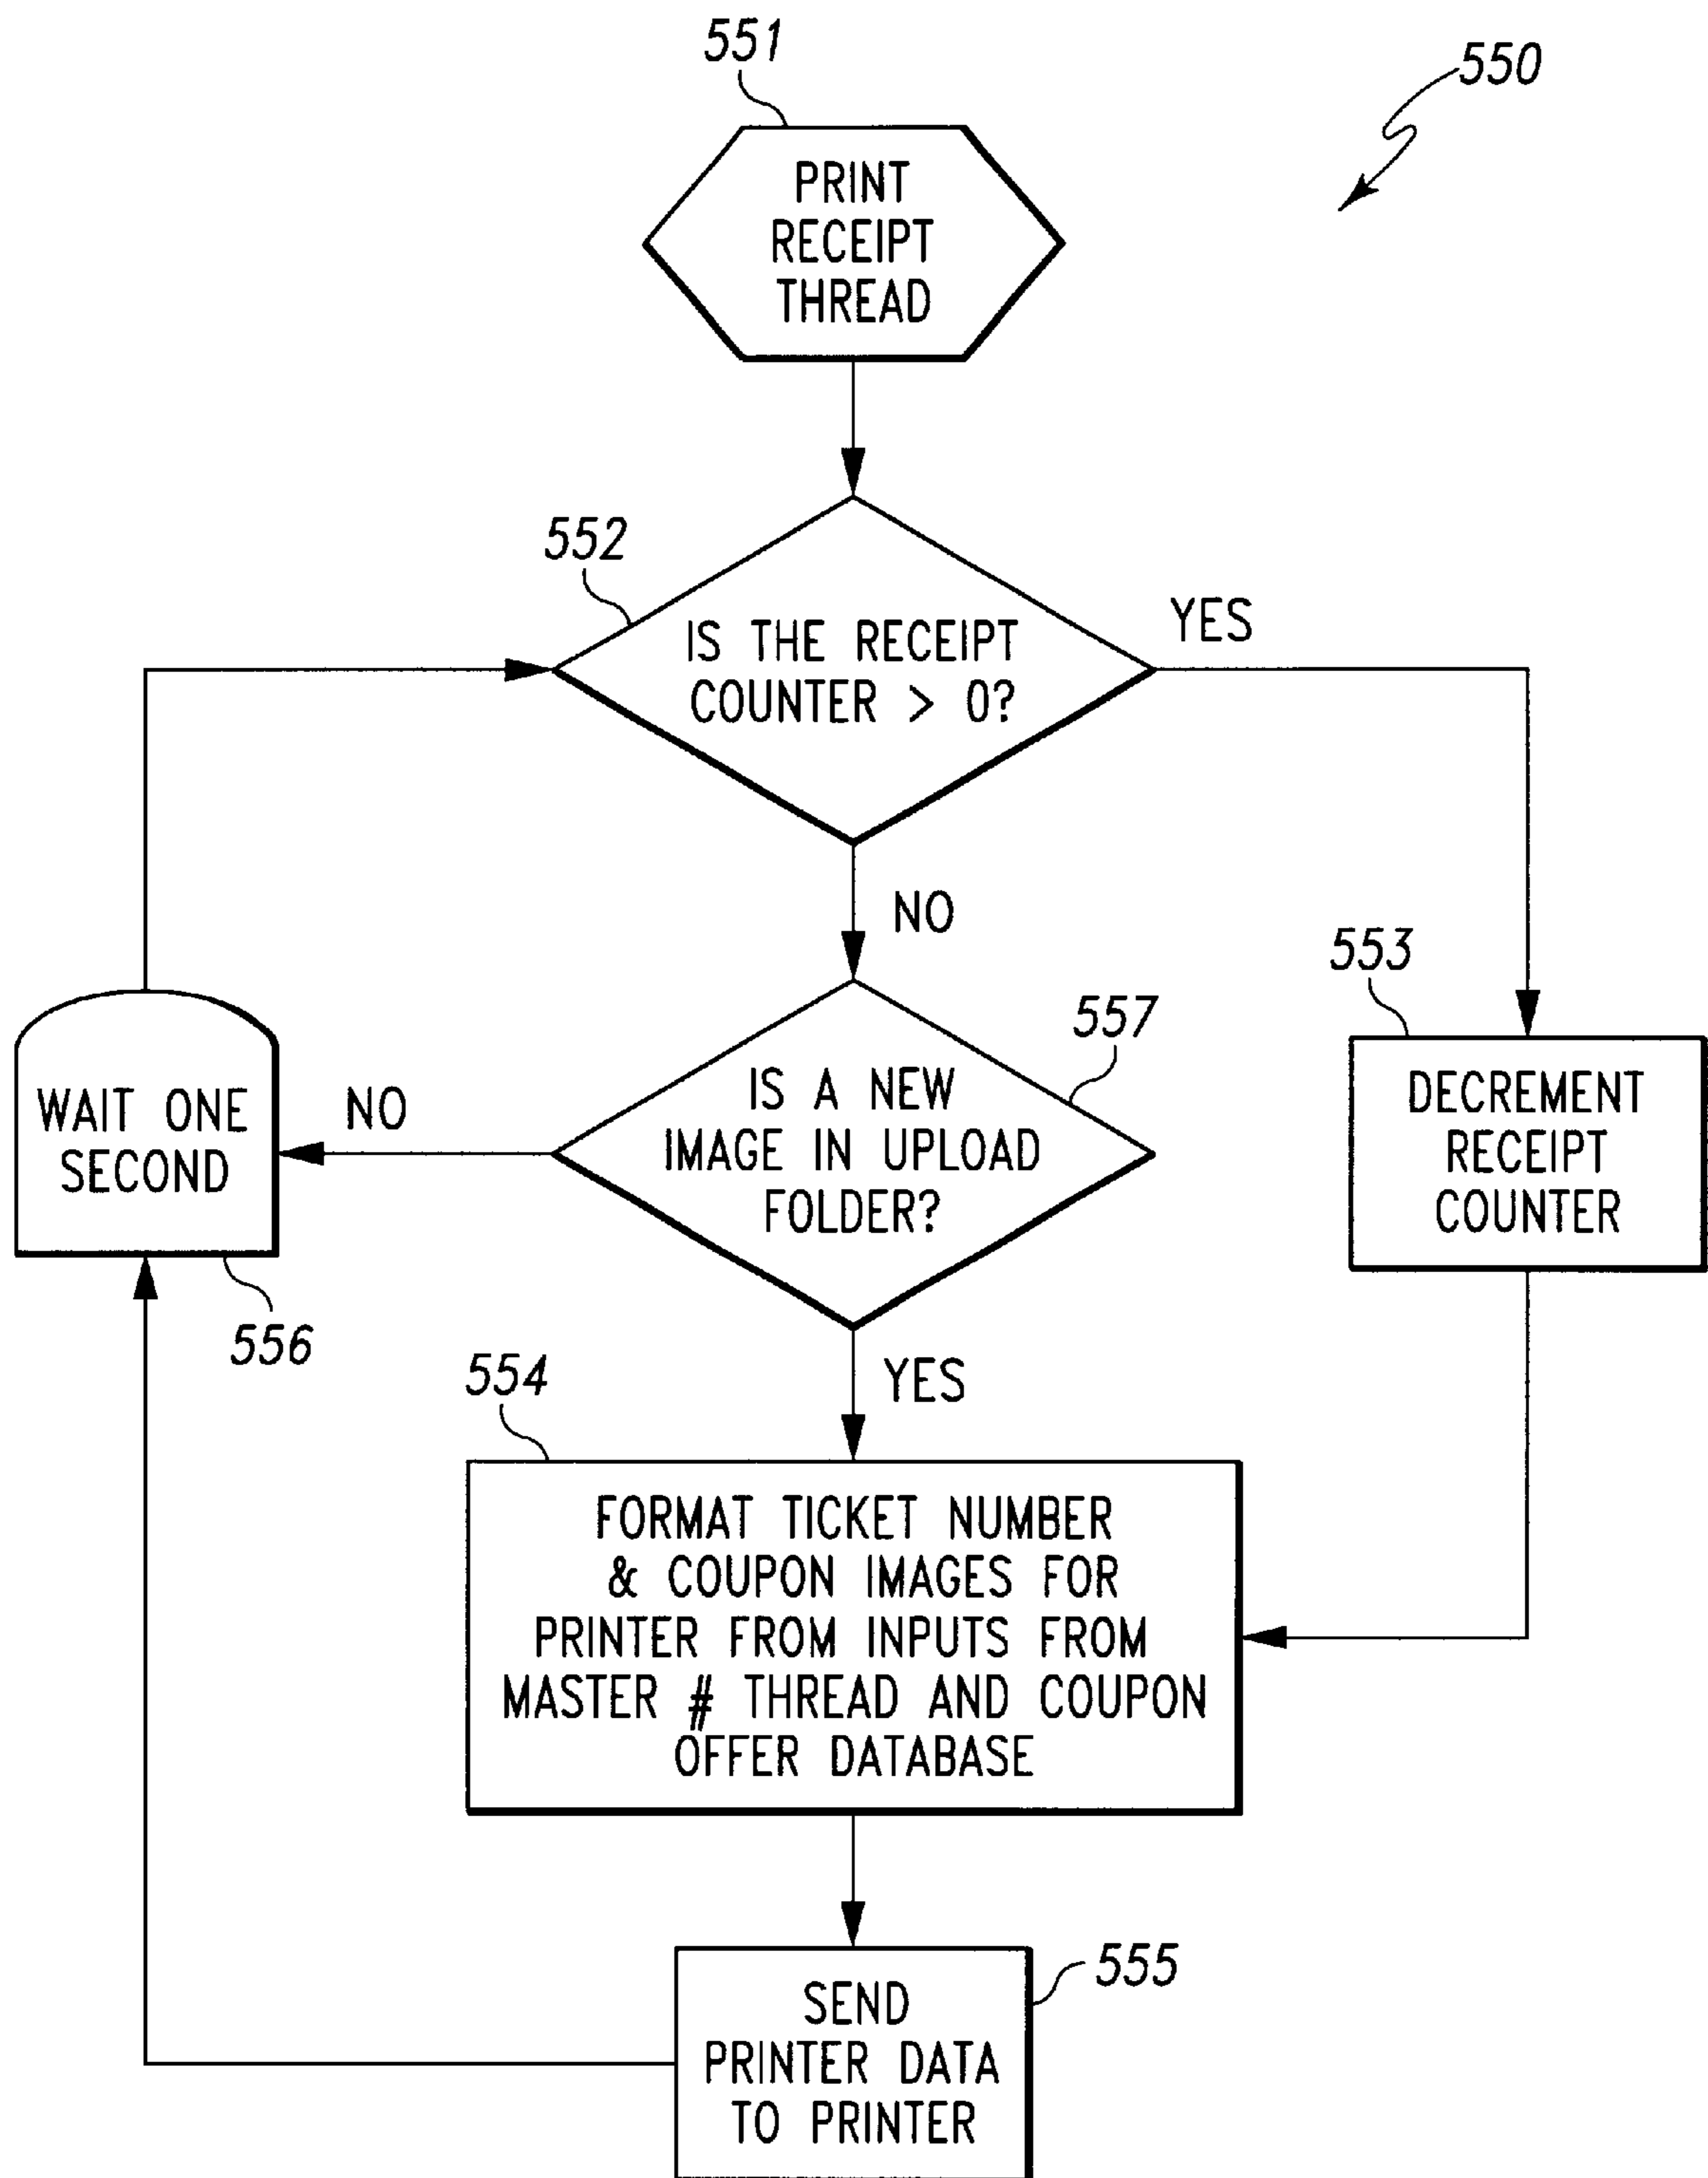 551
550
PRINT
RECEIPT
THREAD
552
IS THE RECEIPT
COUNTER > 0?
YES
NO
553
DECREMENT
RECEIPT
COUNTER
557
IS A NEW
IMAGE IN UPLOAD
FOLDER?
NO
WAIT ONE
SECOND
556
YES
554
FORMAT TICKET NUMBER
& COUPON IMAGES FOR
PRINTER FROM INPUTS FROM
MASTER # THREAD AND COUPON
OFFER DATABASE
555
SEND
PRINTER DATA
TO PRINTER